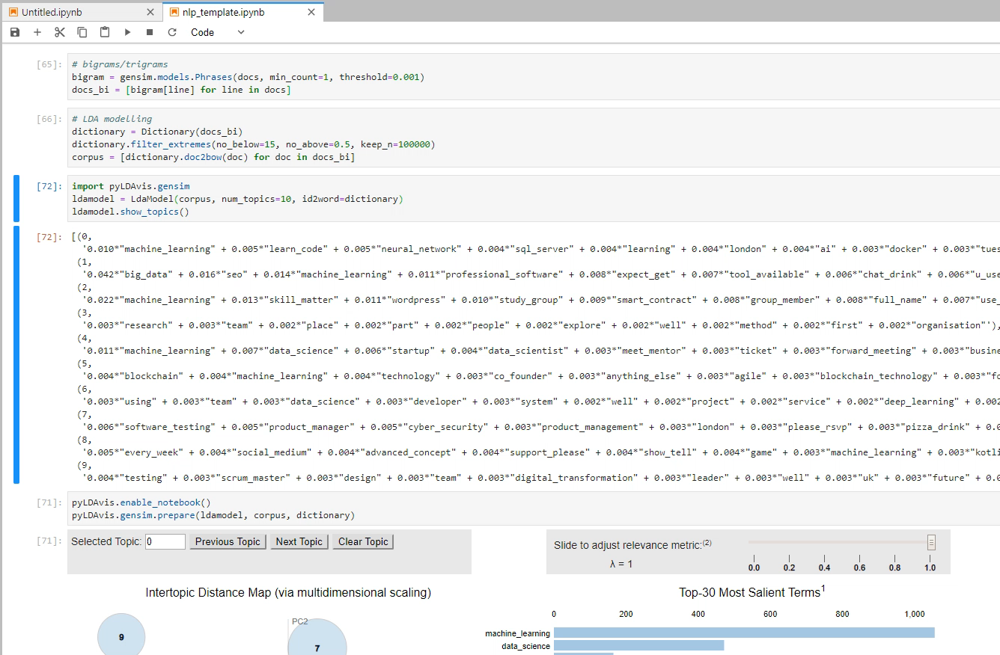 Untitled.ipynb
nlp_template.ipynb
Code
[65]:
# bigrams/trigrams
bigram = gensim.models.Phrases(docs, min_count=1, threshold=0.001)
docs_bi = [bigram[line] for line in docs]
[66]:
# LDA modelling
dictionary = Dictionary(docs_bi)
dictionary.filter_extremes(no_below=15, no_above=0.5, keep_n=100000)
corpus = [dictionary.doc2bow(doc) for doc in docs_bi]
[72]:
import pyLDAvis.gensim
ldamodel = LdaModel(corpus, num_topics=10, id2word=dictionary)
ldamodel.show_topics()
[72]:
[(0,
'0.010*"machine_learning" + 0.005*"learn_code" + 0.005*"neural_network" + 0.004*"sql_server" + 0.004*"learning" + 0.004*"london" + 0.004*"ai" + 0.003*"docker" + 0.003*"tues
(1,
'0.042*"big_data" + 0.016*"seo" + 0.014*"machine_learning" + 0.011*"professional_software" + 0.008*"expect_get" + 0.007*"tool_available" + 0.006*"chat_drink" + 0.006*"u_use
(2,
'0.022*"machine_learning" + 0.013*"skill_matter" + 0.011*"wordpress" + 0.010*"study_group" + 0.009*"smart_contract" + 0.008*"group_member" + 0.008*"full_name" + 0.007*"use_
(3,
'0.003*"research" + 0.003*"team" + 0.002*"place" + 0.002*"part" + 0.002*"people" + 0.002*"explore" + 0.002*"well" + 0.002*"method" + 0.002*"first" + 0.002*"organisation"'),
(4,
'0.011*"machine_learning" + 0.007*"data_science" + 0.006*"startup" + 0.004*"data_scientist" + 0.003*"meet_mentor" + 0.003*"ticket" + 0.003*"forward_meeting" + 0.003*"busine
(5,
'0.004*"blockchain" + 0.004*"machine_learning" + 0.004*"technology" + 0.003*"co_founder" + 0.003*"anything_else" + 0.003*"agile" + 0.003*"blockchain_technology" + 0.003*"fo
(6,
'0.003*"using" + 0.003*"team" + 0.003*"data_science" + 0.003*"developer" + 0.003*"system" + 0.002*"well" + 0.002*"project" + 0.002*"service" + 0.002*"deep_learning" + 0.002
(7,
'0.006*"software_testing" + 0.005*"product_manager" + 0.005*"cyber_security" + 0.003*"product_management" + 0.003*"london" + 0.003*"please_rsvp" + 0.003*"pizza_drink" + 0.0
(8,
'0.005*"every_week" + 0.004*"social_medium" + 0.004*"advanced_concept" + 0.004*"support_please" + 0.004*"show_tell" + 0.004*"game" + 0.003*"machine_learning" + 0.003*"kotli
(9,
'0.004*"testing" + 0.003*"scrum_master" + 0.003*"design" + 0.003*"team" + 0.003*"digital_transformation" + 0.003*"leader" + 0.003*"well" + 0.003*"uk" + 0.003*"future" + 0.0
[71]:
pyLDAvis.enable_notebook()
pyLDAvis.gensim.prepare(ldamodel, corpus, dictionary)
[71]:
Selected Topic: 0 Previous Topic Next Topic Clear Topic
Slide to adjust relevance metric:(2)
λ = 1
0.0 0.2 0.4 0.6 0.8 1.0
Intertopic Distance Map (via multidimensional scaling)
Top-30 Most Salient Terms1
0 200 400 600 800 1,000
PC2
9
7
machine_learning
data_science